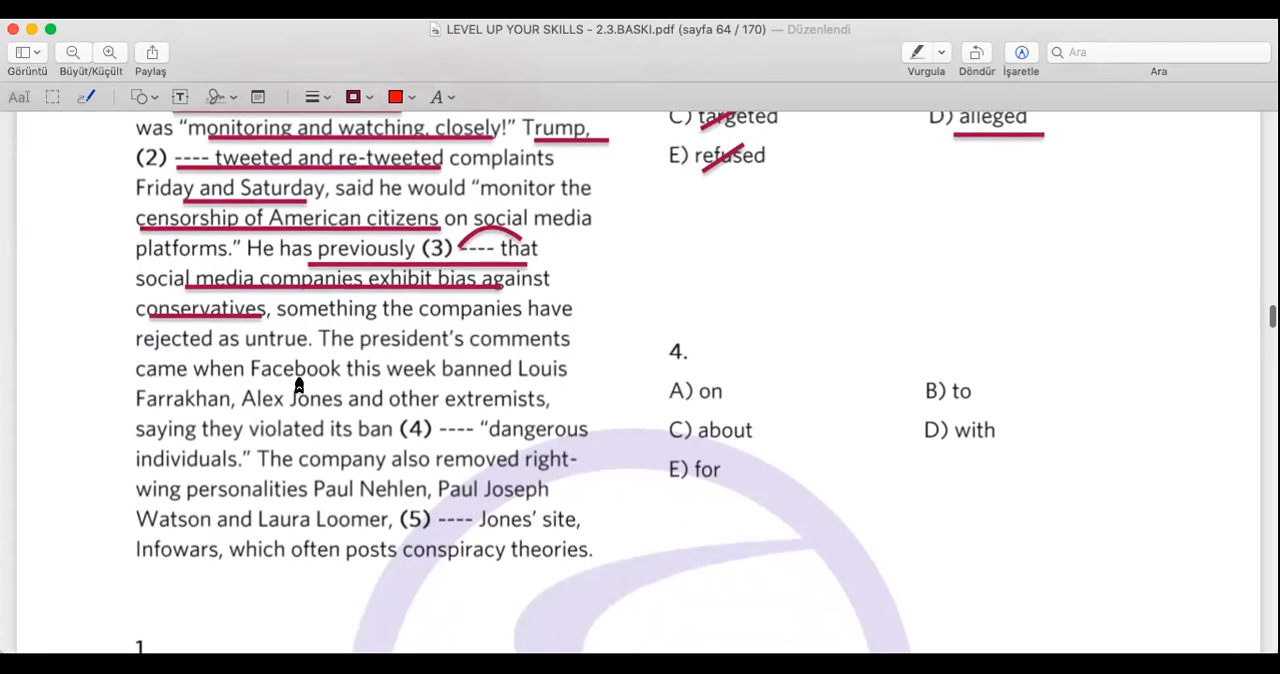 LEVEL UP YOUR SKILLS - 2.3.BASKI.pdf (sayfa 64 / 170) — Düzenlendi
Görüntü Büyüt/Küçült Paylaş Vurgula Döndür İşaretle Ara
Ara
was “monitoring and watching, closely!” Trump,
(2) ---- tweeted and re-tweeted complaints
Friday and Saturday, said he would “monitor the
censorship of American citizens on social media
platforms.” He has previously (3) ---- that
social media companies exhibit bias against
conservatives, something the companies have
rejected as untrue. The president’s comments
came when Facebook this week banned Louis
Farrakhan, Alex Jones and other extremists,
saying they violated its ban (4) ---- “dangerous
individuals.” The company also removed right-
wing personalities Paul Nehlen, Paul Joseph
Watson and Laura Loomer, (5) ---- Jones’ site,
Infowars, which often posts conspiracy theories.
1
C) targeted D) alleged
E) refused
4.
A) on B) to
C) about D) with
E) for